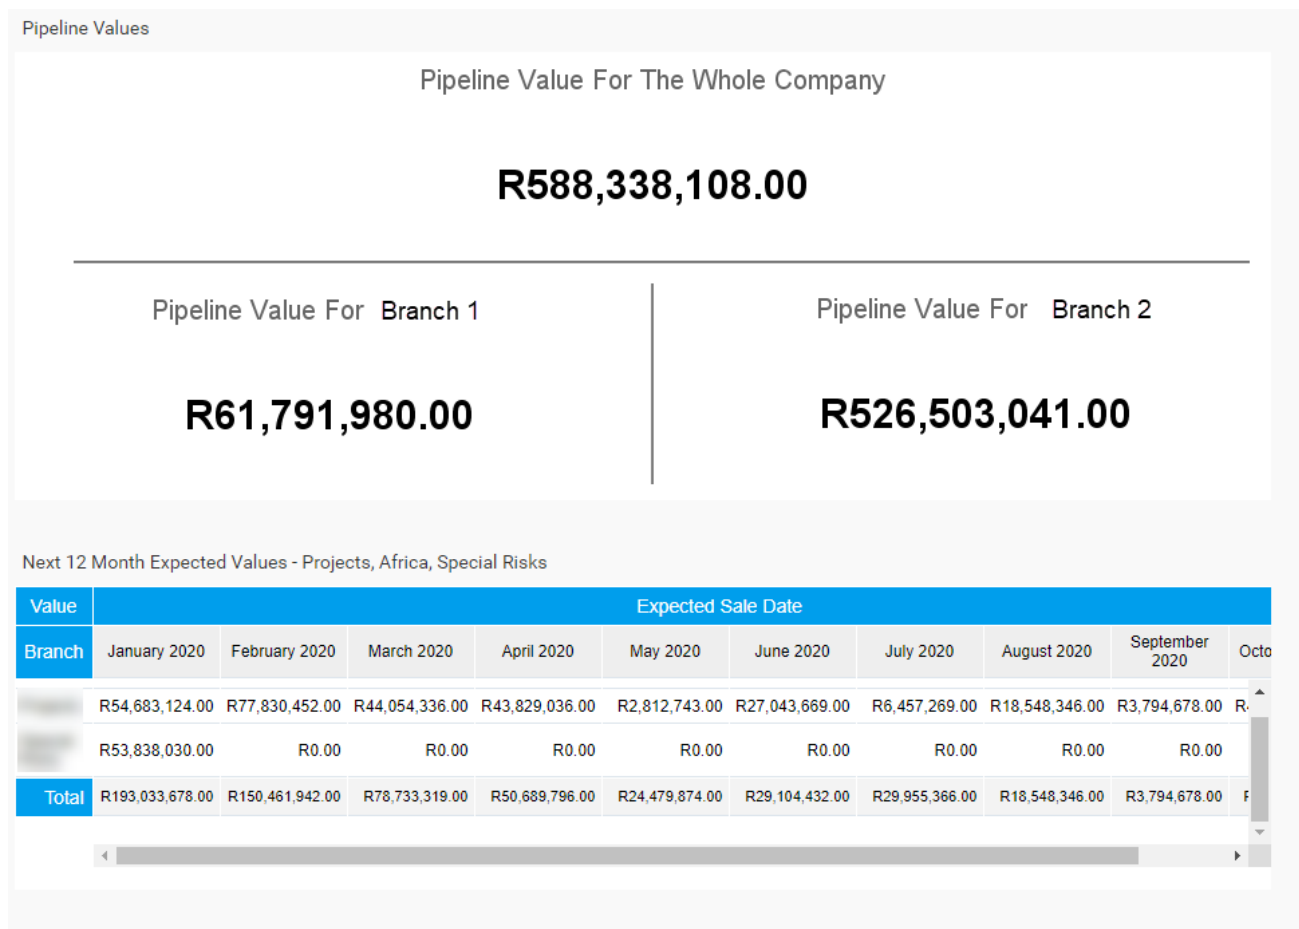 Pipeline Values
Pipeline Value For The Whole Company
R588,338,108.00
Pipeline Value For Branch 1
Pipeline Value For Branch 2
R61,791,980.00
R526,503,041.00
Next 12 Month Expected Values - Projects, Africa, Special Risks
Value Expected Sale Date
Branch January 2020 February 2020 March 2020 April 2020 May 2020 June 2020 July 2020 August 2020 September 2020 Octo
R54,683,124.00 R77,830,452.00 R44,054,336.00 R43,829,036.00 R2,812,743.00 R27,043,669.00 R6,457,269.00 R18,548,346.00 R3,794,678.00
R53,838,030.00 R0.00 R0.00 R0.00 R0.00 R0.00 R0.00 R0.00 R0.00
Total R193,033,678.00 R150,461,942.00 R78,733,319.00 R50,689,796.00 R24,479,874.00 R29,104,432.00 R29,955,366.00 R18,548,346.00 R3,794,678.00